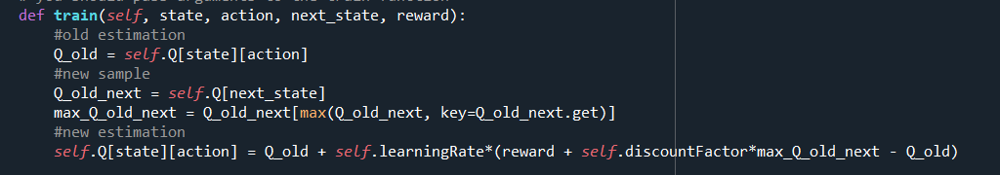 def train(self, state, action, next_state, reward):
#old estimation
Q_old = self.Q[state][action]
#new sample
Q_old_next = self.Q[next_state]
max_Q_old_next = Q_old_next[max(Q_old_next, key=Q_old_next.get)]
#new estimation
self.Q[state][action] = Q_old + self.learningRate*(reward + self.discountFactor*max_Q_old_next - Q_old)